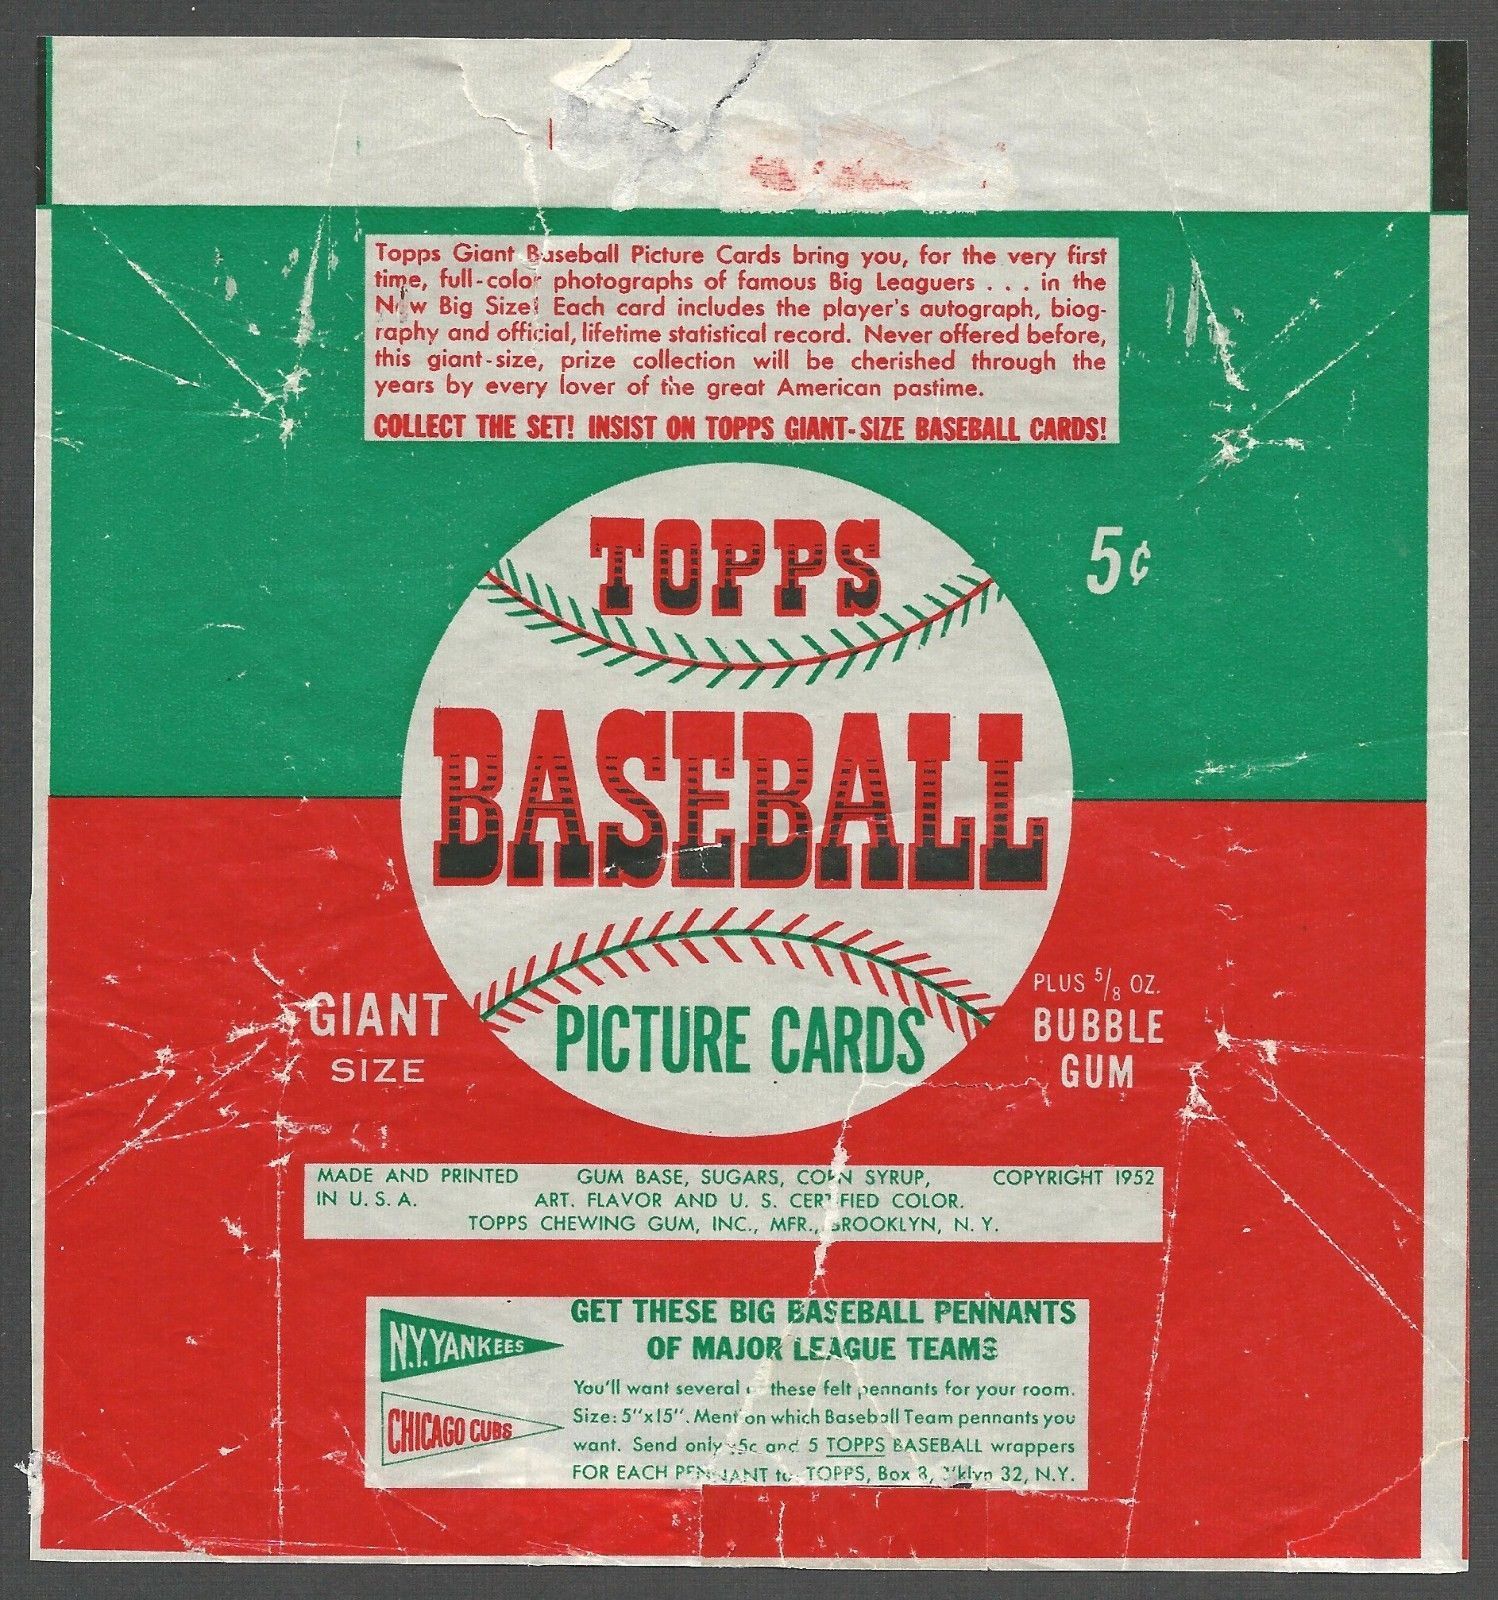 Topps Giant Baseball Picture Cards bring you, for the very first
time, full-color photographs of famous Big Leaguers . . . in the
New Big Size! Each card includes the player's autograph, biog-
raphy and official, lifetime statistical record. Never offered before,
this giant-size, prize collection will be cherished through the
years by every lover of the great American pastime.
COLLECT THE SET! INSIST ON TOPPS GIANT-SIZE BASEBALL CARDS!
TOPPS
5¢
BASEBALL
PICTURE CARDS
GIANT
SIZE
PLUS 5/8 OZ.
BUBBLE
GUM
MADE AND PRINTED GUM BASE, SUGARS, CORN SYRUP, COPYRIGHT 1952
IN U. S. A. ART. FLAVOR AND U. S. CERTIFIED COLOR.
TOPPS CHEWING GUM, INC., MFR., BROOKLYN, N. Y.
N.Y. YANKEES
CHICAGO CUBS
GET THESE BIG BASEBALL PENNANTS
OF MAJOR LEAGUE TEAMS
You'll want several of these felt pennants for your room.
Size: 5"x15". Mention which Baseball Team pennants you
want. Send only and 5 TOPPS BASEBALL wrappers
FOR EACH PENNANT to TOPPS, Box 8, B'klyn 32, N.Y.